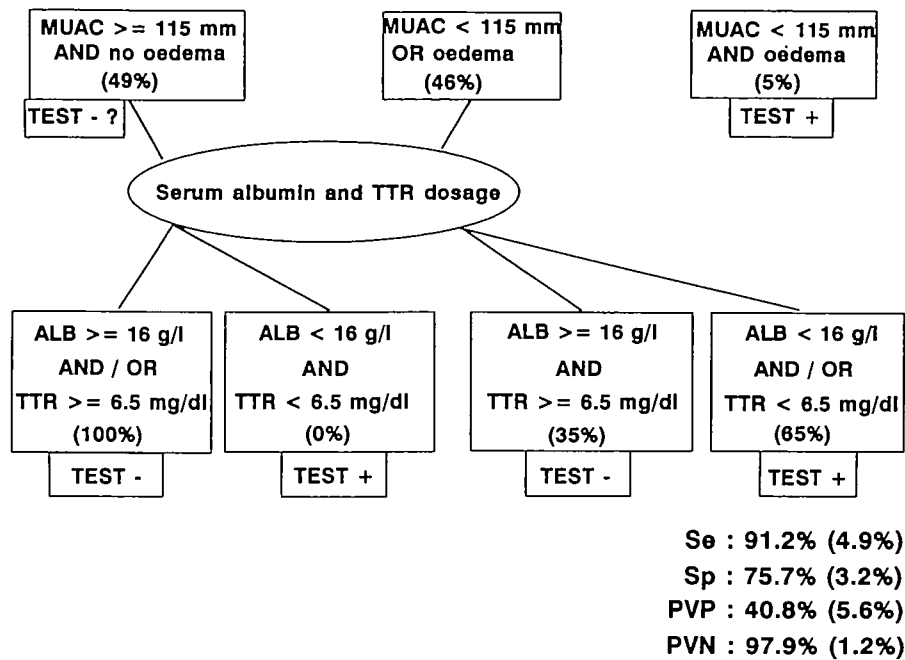 MUAC >= 115 mm
AND no oedema
(49%)
TEST - ?
MUAC < 115 mm
OR oedema
(46%)
MUAC < 115 mm
AND oedema
(5%)
TEST +
Serum albumin and TTR dosage
ALB >= 16 g/l
AND / OR
TTR >= 6.5 mg/dl
(100%)
TEST -
ALB < 16 g/l
AND
TTR < 6.5 mg/dl
(0%)
TEST +
ALB >= 16 g/l
AND
TTR >= 6.5 mg/dl
(35%)
TEST -
ALB < 16 g/l
AND / OR
TTR < 6.5 mg/dl
(65%)
TEST +
Se : 91.2% (4.9%)
Sp : 75.7% (3.2%)
PVP : 40.8% (5.6%)
PVN : 97.9% (1.2%)